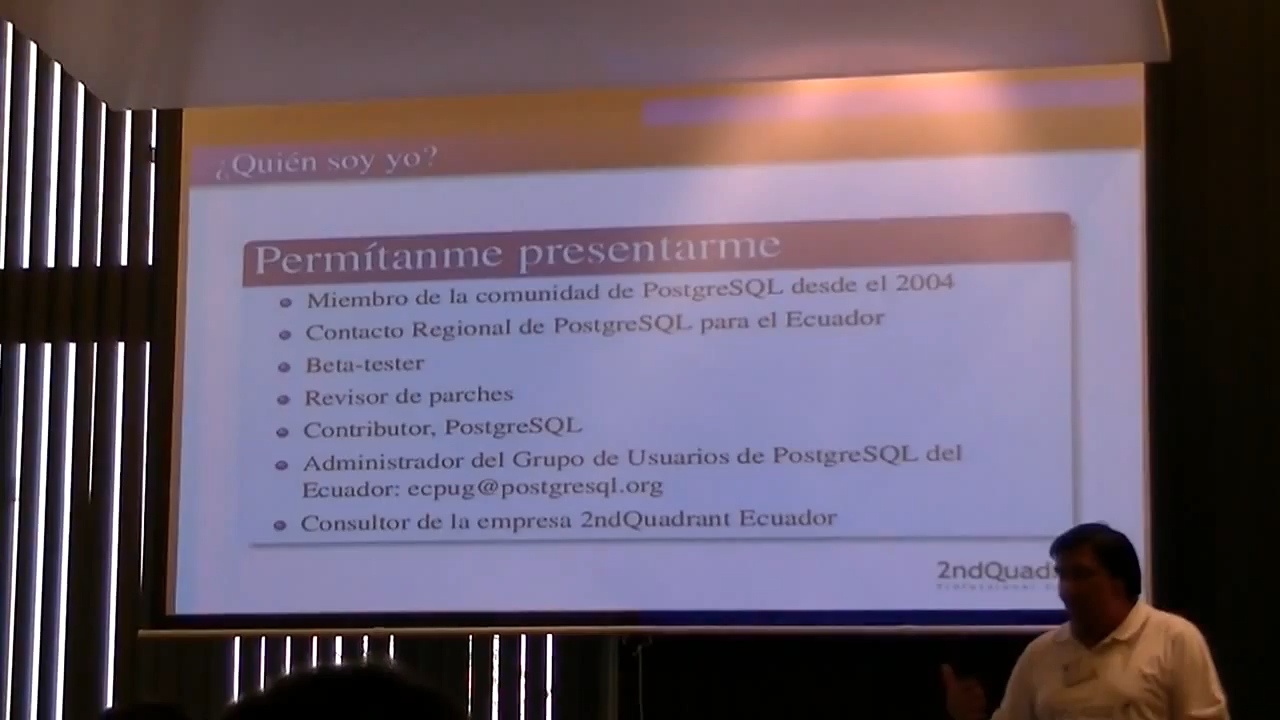 ¿Quién soy yo?
Permítanme presentarme
Miembro de la comunidad de PostgreSQL desde el 2004
Contacto Regional de PostgreSQL para el Ecuador
Beta-tester
Revisor de parches
Contributor, PostgreSQL
Administrador del Grupo de Usuarios de PostgreSQL del
Ecuador: ecpug@postgresql.org
Consultor de la empresa 2ndQuadrant Ecuador
2ndQuad
Professional